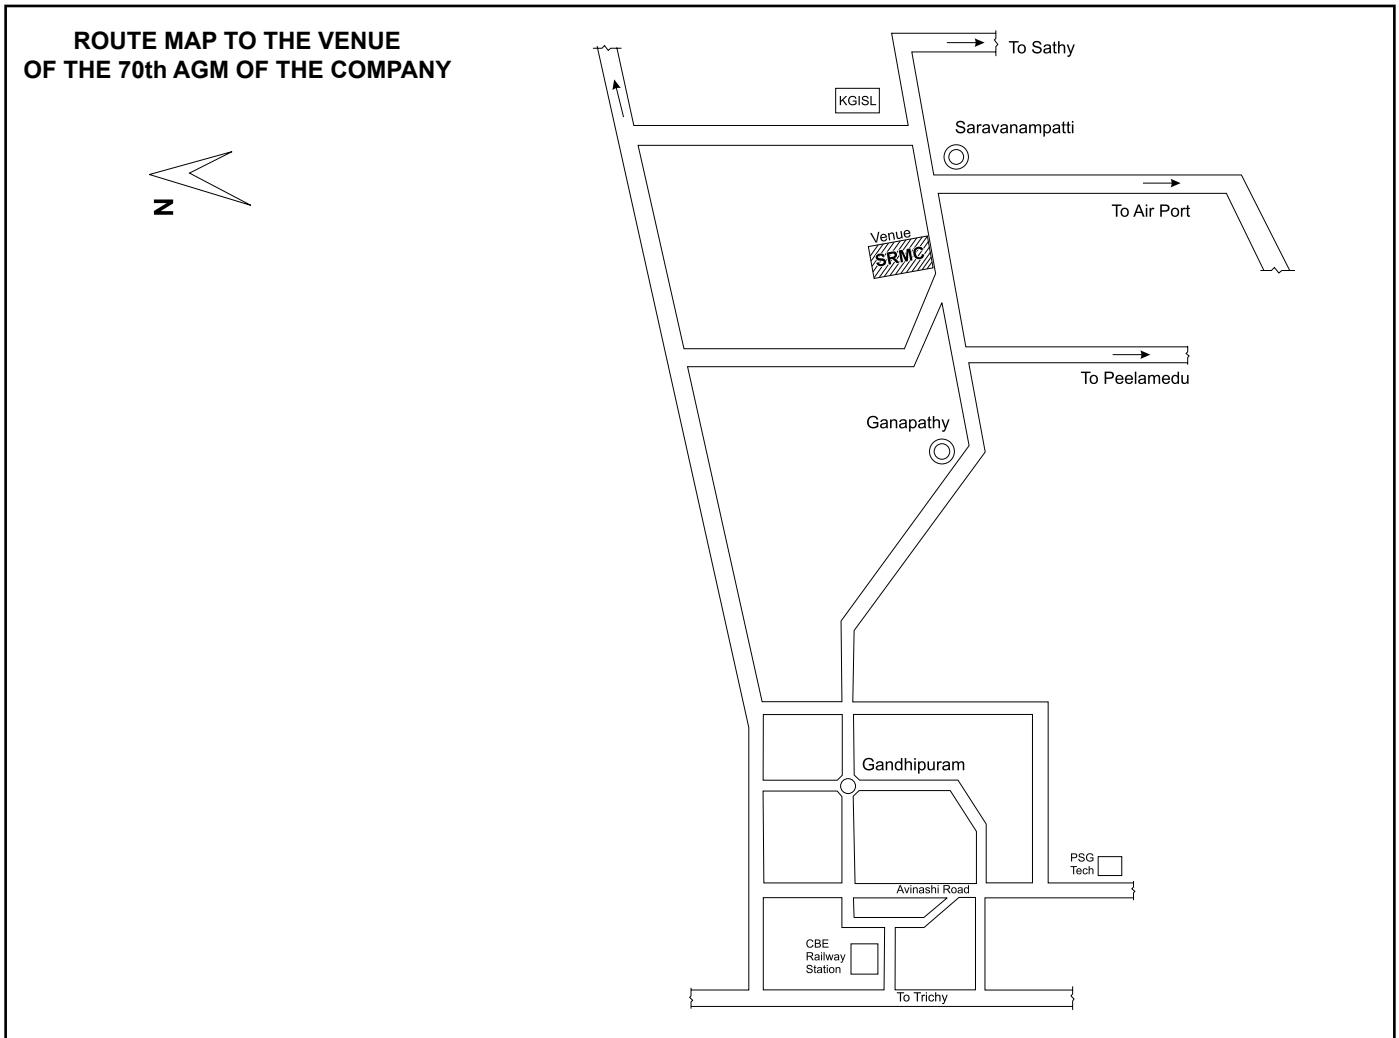 ROUTE MAP TO THE VENUE
OF THE 70th AGM OF THE COMPANY
To Sathy
KGISL
Saravanampatti
N
To Air Port
Venue
SRMC
To Peelamedu
Ganapathy
Gandhipuram
PSG
Tech
Avinashi Road
CBE
Railway
Station
To Trichy